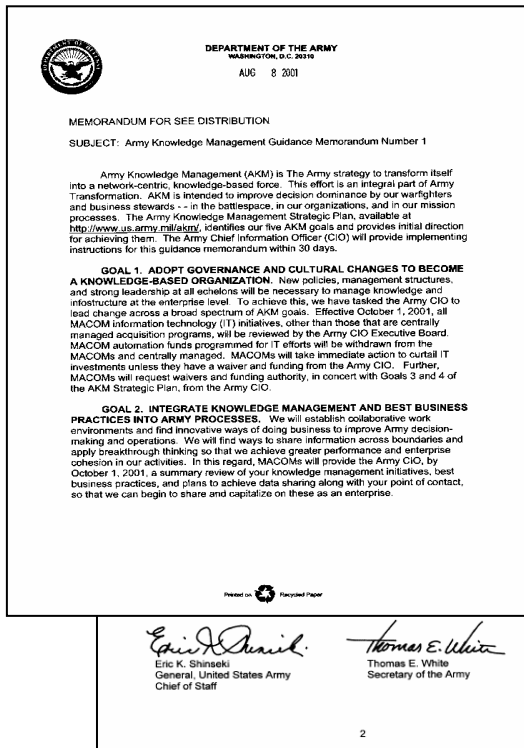 DEPARTMENT OF THE ARMY
WASHINGTON, D.C. 20310
AUG 8 2001
MEMORANDUM FOR SEE DISTRIBUTION
SUBJECT: Army Knowledge Management Guidance Memorandum Number 1
Army Knowledge Management (AKM) is The Army strategy to transform itself
into a network-centric, knowledge-based force. This effort is an integral part of Army
Transformation. AKM is intended to improve decision dominance by our warfighters
and business stewards - - in the battlespace, in our organizations, and in our mission
processes. The Army Knowledge Management Strategic Plan, available at
http://www.us.army.mil/akm/, identifies our five AKM goals and provides initial direction
for achieving them. The Army Chief Information Officer (CIO) will provide implementing
instructions for this guidance memorandum within 30 days.
GOAL 1. ADOPT GOVERNANCE AND CULTURAL CHANGES TO BECOME
A KNOWLEDGE-BASED ORGANIZATION. New policies, management structures,
and strong leadership at all echelons will be necessary to manage knowledge and
infostructure at the enterprise level. To achieve this, we have tasked the Army CIO to
lead change across a broad spectrum of AKM goals. Effective October 1, 2001, all
MACOM information technology (IT) initiatives, other than those that are centrally
managed acquisition programs, will be reviewed by the Army CIO Executive Board.
MACOM automation funds programmed for IT efforts will be withdrawn from the
MACOMs and centrally managed. MACOMs will take immediate action to curtail IT
investments unless they have a waiver and funding from the Army CIO. Further,
MACOMs will request waivers and funding authority, in concert with Goals 3 and 4 of
the AKM Strategic Plan, from the Army CIO.
GOAL 2. INTEGRATE KNOWLEDGE MANAGEMENT AND BEST BUSINESS
PRACTICES INTO ARMY PROCESSES. We will establish collaborative work
environments and find innovative ways of doing business to improve Army decision-
making and operations. We will find ways to share information across boundaries and
apply breakthrough thinking so that we achieve greater performance and enterprise
cohesion in our activities. In this regard, MACOMs will provide the Army CIO, by
October 1, 2001, a summary review of your knowledge management initiatives, best
business practices, and plans to achieve data sharing along with your point of contact,
so that we can begin to share and capitalize on these as an enterprise.
Printed on Recycled Paper
Eric K. Shinseki
General, United States Army
Chief of Staff
Thomas E. White
Thomas E. White
Secretary of the Army
2